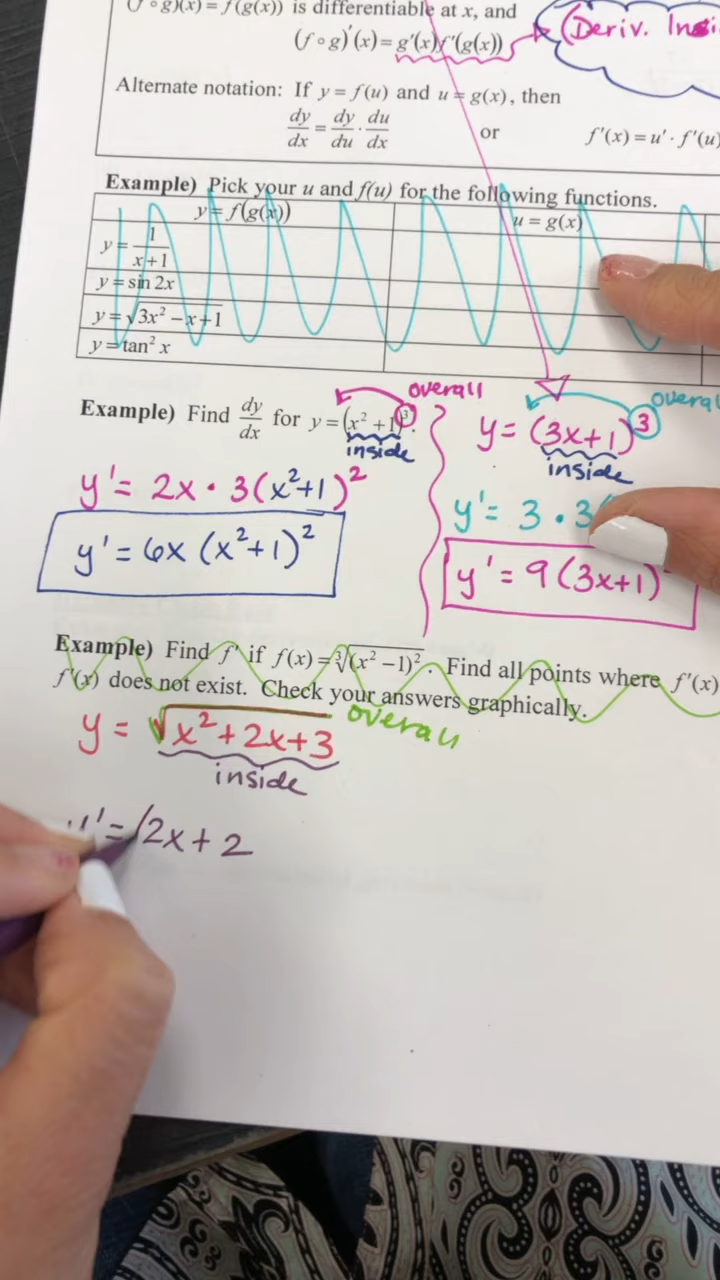 (f ∘ g)(x) = f(g(x)) is differentiable at x, and
(f ∘ g)'(x) = g'(x) f'(g(x))
(Deriv.
Alternate notation: If y = f(u) and u = g(x), then
dy/dx = dy/du · du/dx or f'(x) = u' · f'(u)
Example) Pick your u and f(u) for the following functions.
y = f(g(x)) u = g(x)
y = 1/(x+1)
y = sin 2x
y = √(3x² − x + 1)
y = tan² x
overall
overal
Example) Find dy/dx for y = (x² + 1)³.
y = (3x+1)³
inside
inside
y' = 2x · 3(x²+1)²
y' = 3 · 3
y' = 6x (x²+1)²
y' = 9(3x+1)
Example) Find f' if f(x) = ∛((x² − 1)²). Find all points where f'(x)
f'(x) does not exist. Check your answers graphically.
y = √(x²+2x+3) overall
inside
y' = (2x + 2